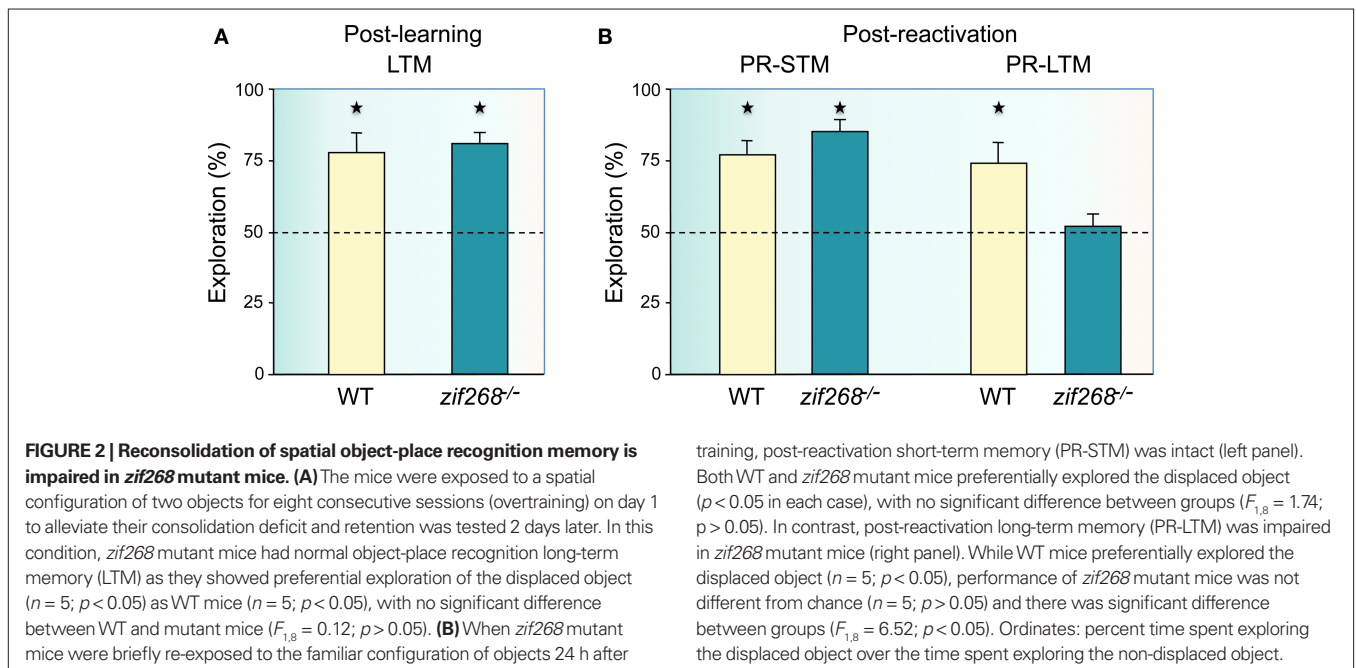 A
Post-learning
LTM
100
75
50
25
0
Exploration (%)
WT
zif268-/-
B
Post-reactivation
PR-STM
PR-LTM
100
75
50
25
0
Exploration (%)
WT
zif268-/-
WT
zif268-/-
FIGURE 2 | Reconsolidation of spatial object-place recognition memory is
impaired in zif268 mutant mice. (A) The mice were exposed to a spatial
configuration of two objects for eight consecutive sessions (overtraining) on day 1
to alleviate their consolidation deficit and retention was tested 2 days later. In this
condition, zif268 mutant mice had normal object-place recognition long-term
memory (LTM) as they showed preferential exploration of the displaced object
(n = 5; p < 0.05) as WT mice (n = 5; p < 0.05), with no significant difference
between WT and mutant mice (F1,8 = 0.12; p > 0.05). (B) When zif268 mutant
mice were briefly re-exposed to the familiar configuration of objects 24 h after
training, post-reactivation short-term memory (PR-STM) was intact (left panel).
Both WT and zif268 mutant mice preferentially explored the displaced object
(p < 0.05 in each case), with no significant difference between groups (F1,8 = 1.74;
p > 0.05). In contrast, post-reactivation long-term memory (PR-LTM) was impaired
in zif268 mutant mice (right panel). While WT mice preferentially explored the
displaced object (n = 5; p < 0.05), performance of zif268 mutant mice was not
different from chance (n = 5; p > 0.05) and there was significant difference
between groups (F1,8 = 6.52; p < 0.05). Ordinates: percent time spent exploring
the displaced object over the time spent exploring the non-displaced object.